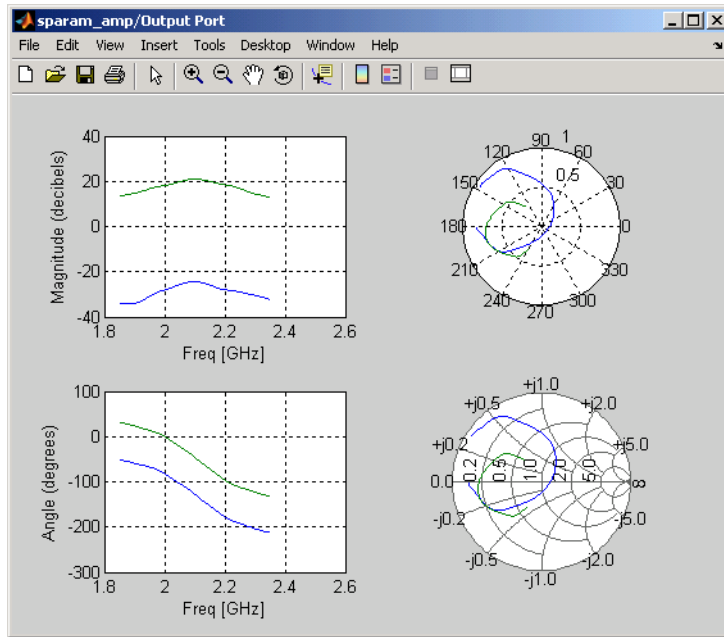 sparam_amp/Output Port
File Edit View Insert Tools Desktop Window Help
40
20
0
-20
-40
1.8 2 2.2 2.4 2.6
Magnitude (decibels)
Freq [GHz]
90 1
120 60
0.5
150 30
180 0
210 330
240 300
270
100
0
-100
-200
-300
1.8 2 2.2 2.4 2.6
Angle (degrees)
Freq [GHz]
+j1.0
+j0.5 +j2.0
+j0.2 +j5.0
0.0 0.2 0.5 1.0 2.0 5.0 ∞
-j0.2 -j5.0
-j0.5 -j2.0
-j1.0